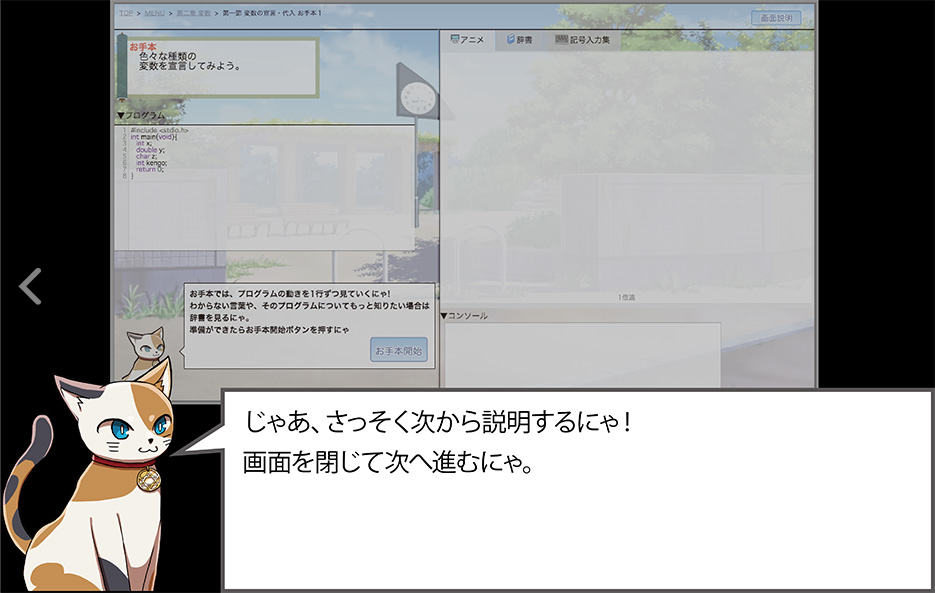 TOP > MENU > 第二章 変数 > 第一節 変数の宣言・代入 お手本1
画面説明
お手本
色々な種類の
変数を宣言してみよう。
アニメ
辞書
記号入力集
▼プログラム
1 #include <stdio.h>
2 int main(void){
3 int x;
4 double y;
5 char z;
6 int kengo;
7 return 0;
8 }
お手本では、プログラムの動きを1行ずつ見ていくにゃ!
わからない言葉や、そのプログラムについてもっと知りたい場合は
辞書を見るにゃ。
準備ができたらお手本開始ボタンを押すにゃ
お手本開始
1倍速
▼コンソール
じゃあ、さっそく次から説明するにゃ!
画面を閉じて次へ進むにゃ。